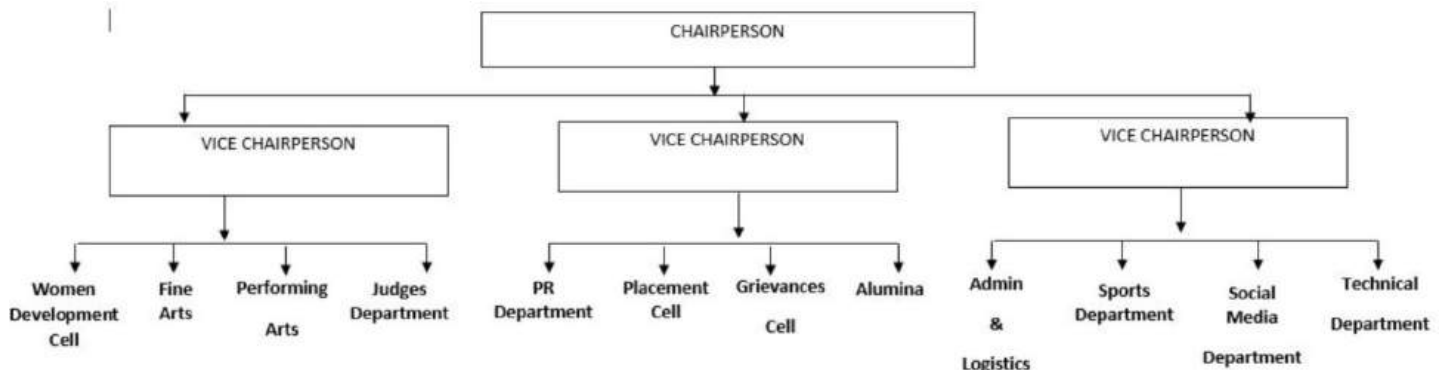 CHAIRPERSON
VICE CHAIRPERSON
VICE CHAIRPERSON
VICE CHAIRPERSON
Women
Development
Cell
Fine
Arts
Performing
Arts
Judges
Department
PR
Department
Placement
Cell
Grievances
Cell
Alumina
Admin
&
Logistics
Sports
Department
Social
Media
Department
Technical
Department